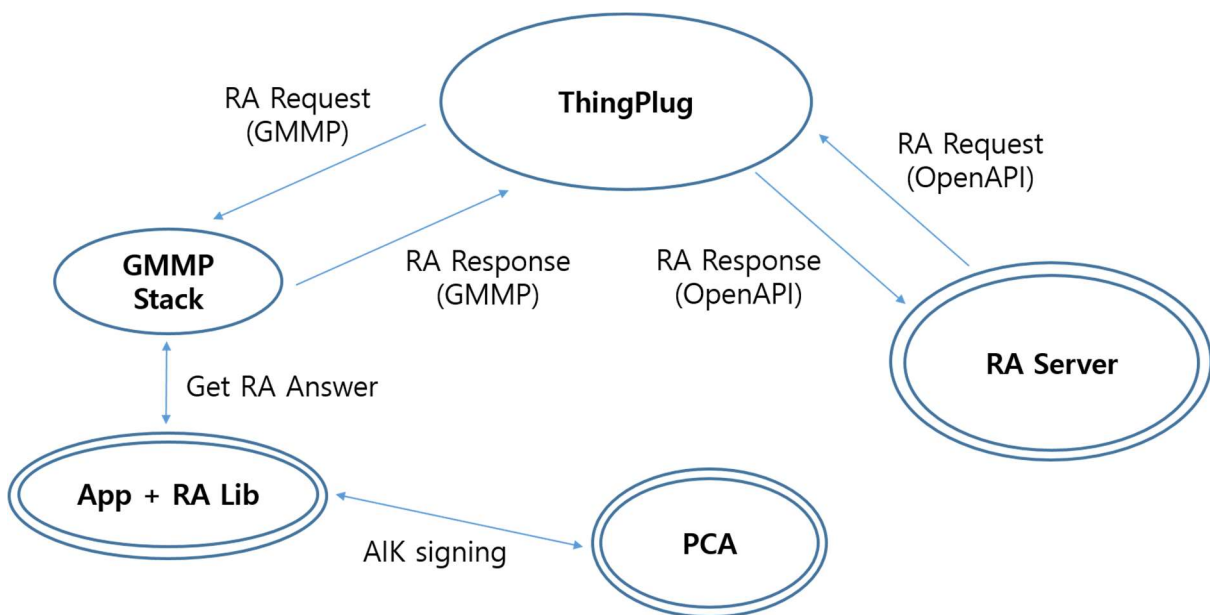 ThingPlug
RA Request
(GMMP)
RA Request
(OpenAPI)
GMMP
Stack
RA Response
(GMMP)
RA Response
(OpenAPI)
RA Server
Get RA Answer
App + RA Lib
PCA
AIK signing